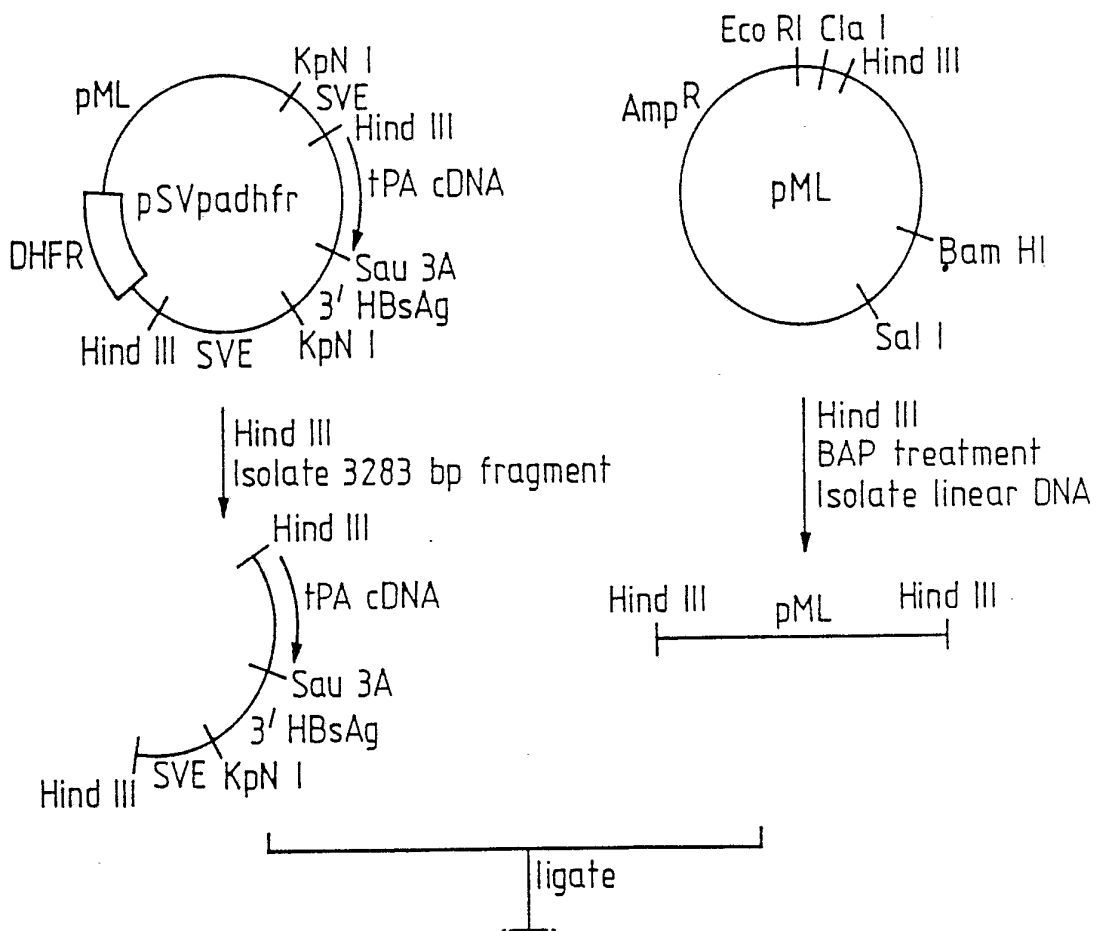 KpN I
SVE
Hind III
pML
tPA cDNA
pSVpadhfr
DHFR
Sau 3A
3' HBsAg
Hind III SVE KpN I
Eco RI Cla I
Hind III
Amp R
pML
Bam HI
Sal I
Hind III
Isolate 3283 bp fragment
Hind III
BAP treatment
Isolate linear DNA
Hind III
tPA cDNA
Sau 3A
3' HBsAg
Hind III SVE KpN I
Hind III pML Hind III
ligate